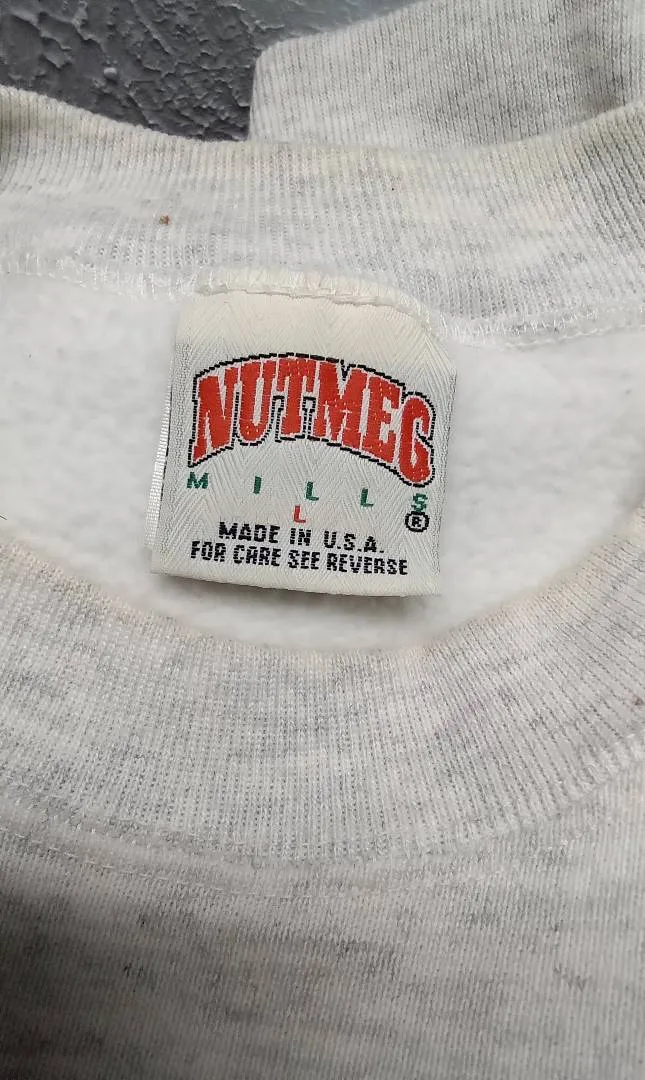 NUTMEG
MILLS
L
®
MADE IN U.S.A.
FOR CARE SEE REVERSE